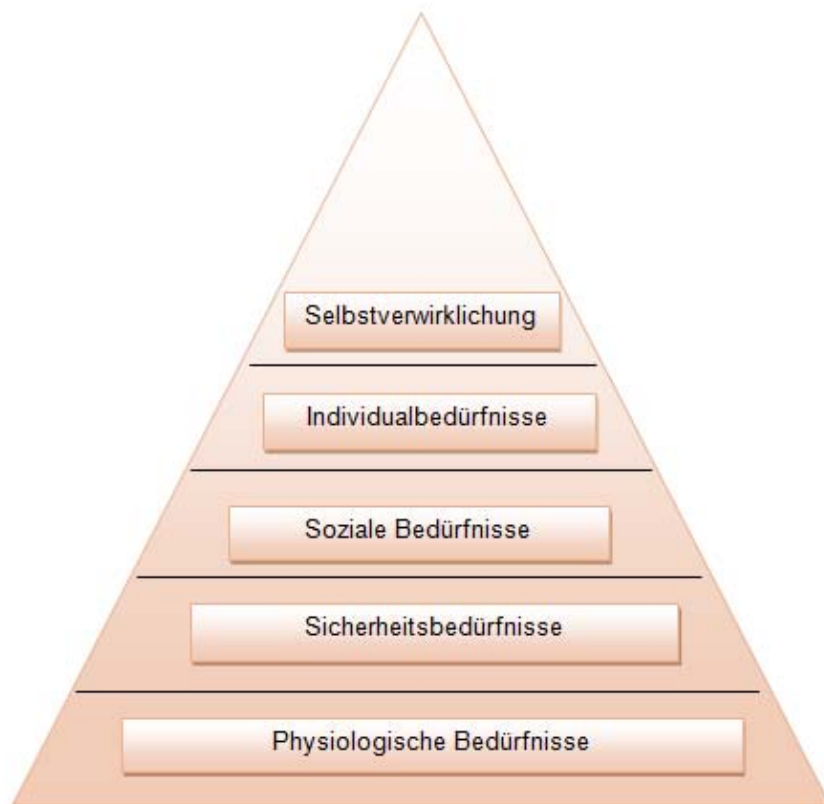 Selbstverwirklichung
Individualbedürfnisse
Soziale Bedürfnisse
Sicherheitsbedürfnisse
Physiologische Bedürfnisse